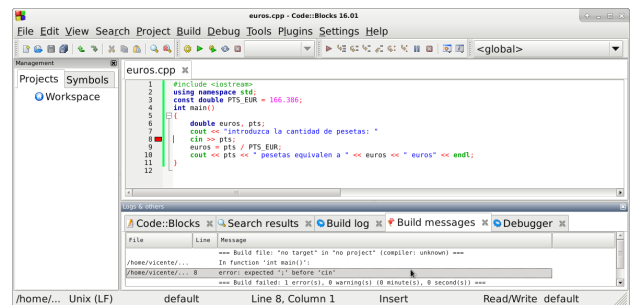 euros.cpp - Code::Blocks 16.01
File Edit View Search Project Build Debug Tools Plugins Settings Help
<global>
Management
Projects Symbols
Workspace
euros.cpp
1 #include <iostream>
2 using namespace std;
3 const double PTS_EUR = 166.386;
4 int main()
5 {
6 double euros, pts;
7 cout << "introduzca la cantidad de pesetas: "
8 cin >> pts;
9 euros = pts / PTS_EUR;
10 cout << pts << " pesetas equivalen a " << euros << " euros" << endl;
11 }
12
Logs & others
Code::Blocks Search results Build log Build messages Debugger
File Line Message
=== Build file: "no target" in "no project" (compiler: unknown) ===
/home/vicente/... In function 'int main()':
/home/vicente/... 8 error: expected ';' before 'cin'
=== Build failed: 1 error(s), 0 warning(s) (0 minute(s), 0 second(s)) ===
/home/... Unix (LF) default Line 8, Column 1 Insert Read/Write default